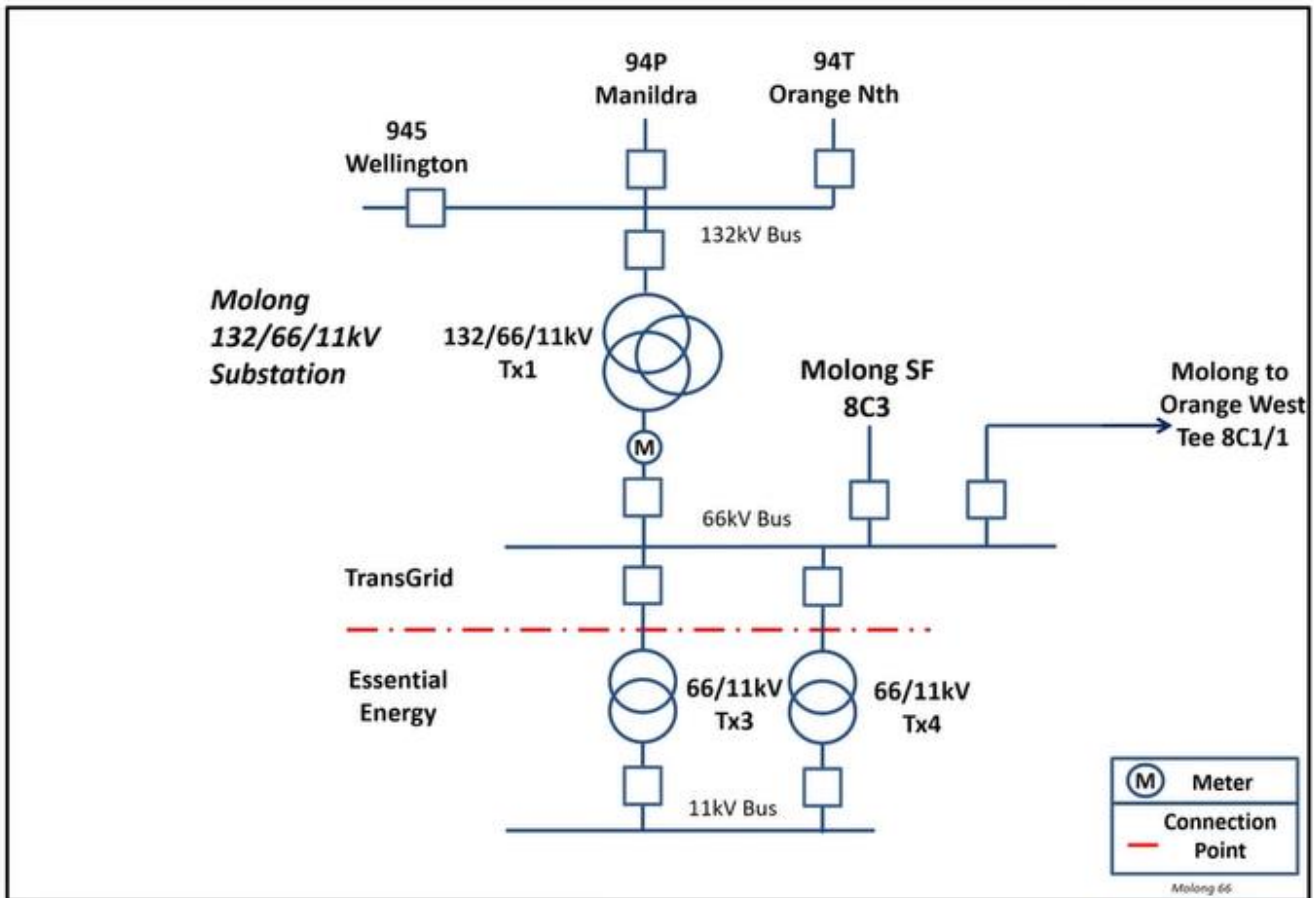 94P
Manildra
94T
Orange Nth
945
Wellington
132kV Bus
Molong
132/66/11kV
Substation
132/66/11kV
Tx1
Molong SF
8C3
Molong to
Orange West
Tee 8C1/1
M
66kV Bus
TransGrid
Essential
Energy
66/11kV
Tx3
66/11kV
Tx4
11kV Bus
M Meter
Connection
Point
Molong 66